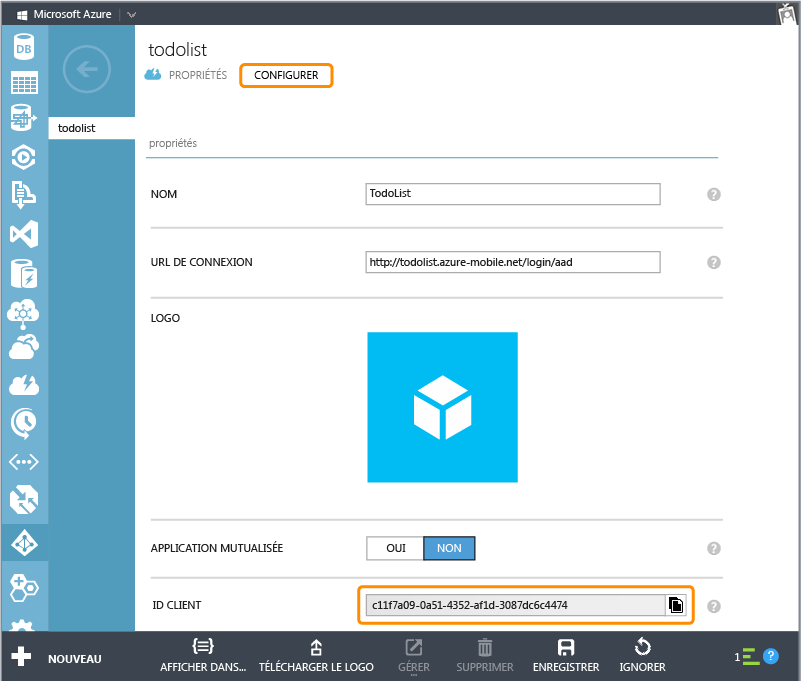 Microsoft Azure
DB
todolist
todolist
PROPRIÉTÉS CONFIGURER
propriétés
NOM TodoList ?
URL DE CONNEXION http://todolist.azure-mobile.net/login/aad ?
LOGO
APPLICATION MUTUALISÉE OUI NON ?
ID CLIENT c11f7a09-0a51-4352-af1d-3087dc6c4474 ?
NOUVEAU
AFFICHER DANS... TÉLÉCHARGER LE LOGO GÉRER SUPPRIMER ENREGISTRER IGNORER
1 ?